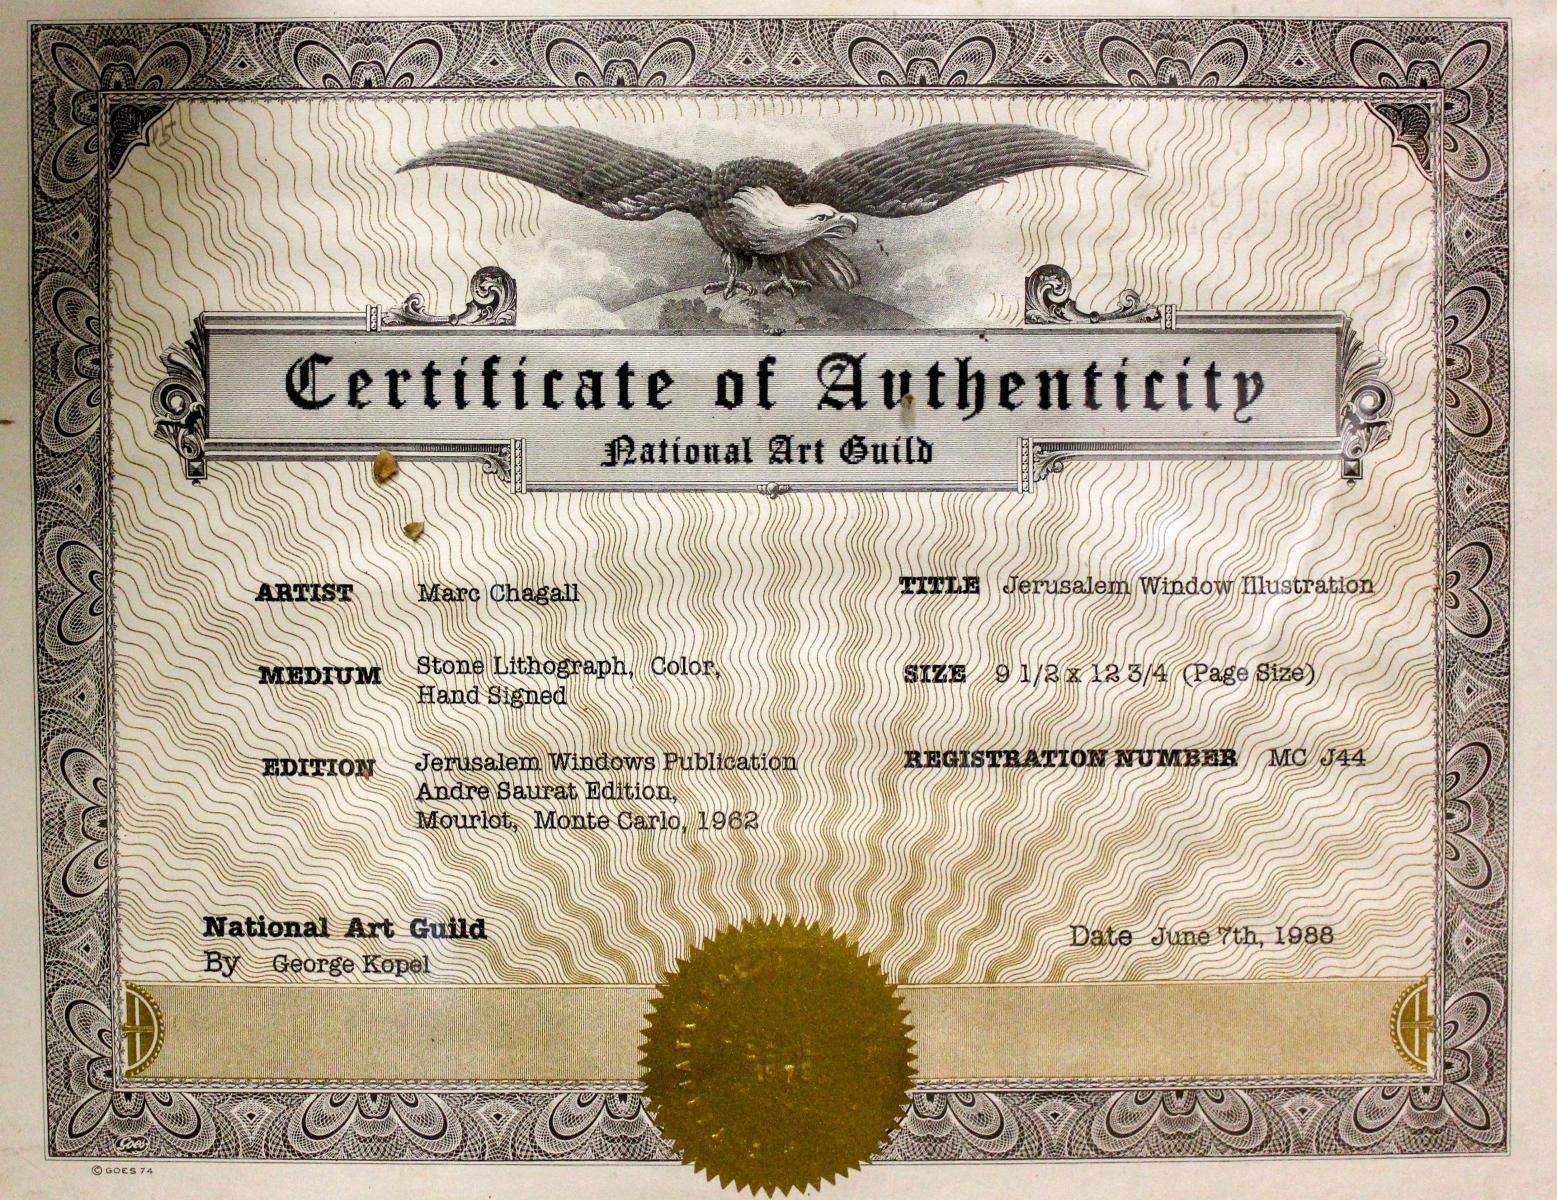 1st
Certificate of Authenticity
National Art Guild
ARTIST Marc Chagall
TITLE Jerusalem Window Illustration
MEDIUM Stone Lithograph, Color,
Hand Signed
SIZE 9 1/2 x 12 3/4 (Page Size)
EDITION Jerusalem Windows Publication
Andre Saurat Edition,
Mourlot, Monte Carlo, 1962
REGISTRATION NUMBER MC J44
National Art Guild
By George Kopel
Date June 7th, 1988
© GOES 74